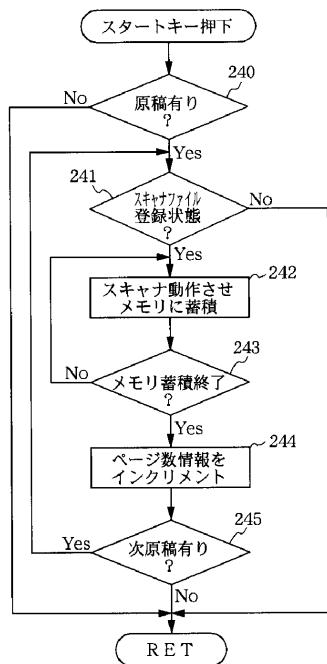 スタートキー押下
240
No
原稿有り
?
Yes
241
スキャナファイル
登録状態
?
No
Yes
242
スキャナ動作させ
メモリに蓄積
243
No
メモリ蓄積終了
?
Yes
244
ページ数情報を
インクリメント
245
Yes
次原稿有り
?
No
RET